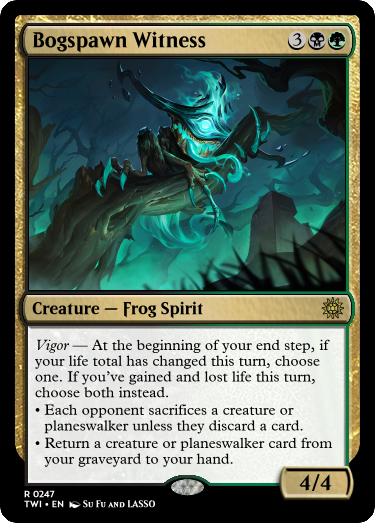 Bogspawn Witness 3
Creature — Frog Spirit
Vigor — At the beginning of your end step, if
your life total has changed this turn, choose
one. If you’ve gained and lost life this turn,
choose both instead.
• Each opponent sacrifices a creature or
planeswalker unless they discard a card.
• Return a creature or planeswalker card from
your graveyard to your hand.
4/4
R 0247
TWI • EN Su Fu and LASSO